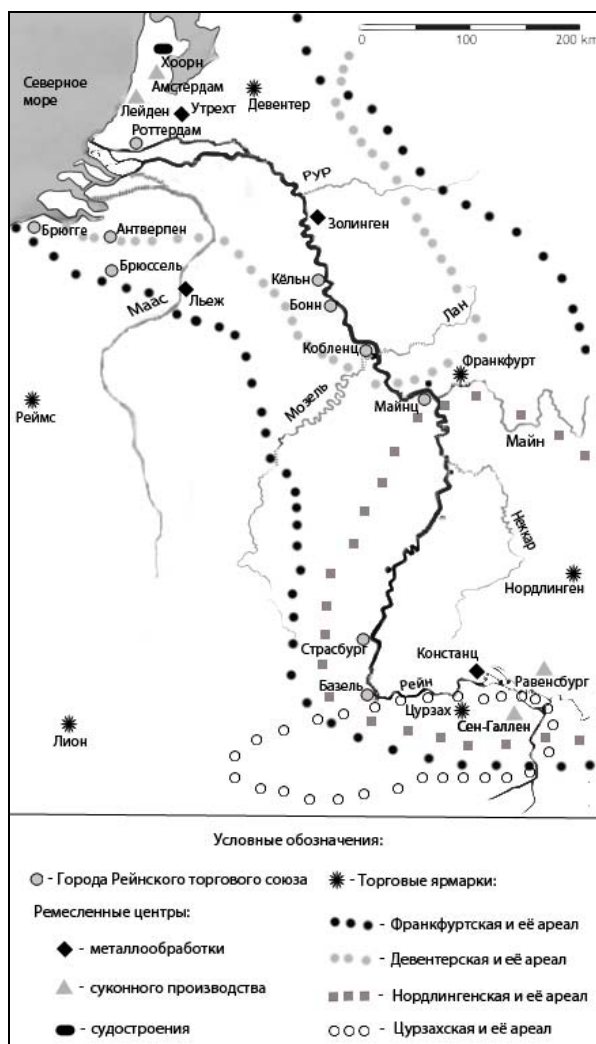 0 100 200 km
Северное
море
Хоорн
Амстердам
Лейден
Утрехт
Девентер
Роттердам
Рур
Золинген
Брюгге
Антверпен
Брюссель
Кёльн
Маас
Льеж
Бонн
Лан
Кобленц
Франкфурт
Мозель
Майнц
Реймс
Майн
Неккар
Нордлинген
Страсбург
Констанц
Рейн
Равенсбург
Базель
Цурзах
Сен-Галлен
Лион
Условные обозначения:
- Города Рейнского торгового союза
- Торговые ярмарки:
Ремесленные центры:
- Франкфуртская и её ареал
- металлообработки
- Девентерская и её ареал
- суконного производства
- Нордлингенская и её ареал
- судостроения
- Цурзахская и её ареал